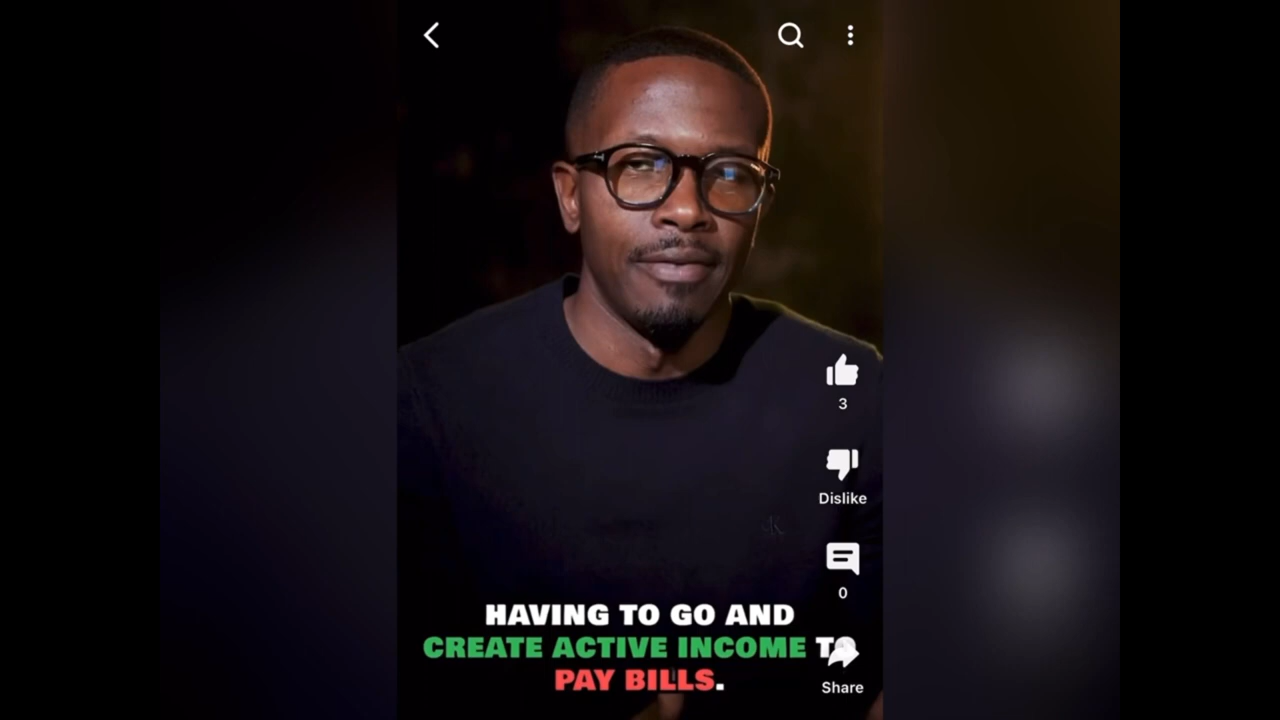 3
Dislike
0
HAVING TO GO AND
CREATE ACTIVE INCOME TO
PAY BILLS.
Share